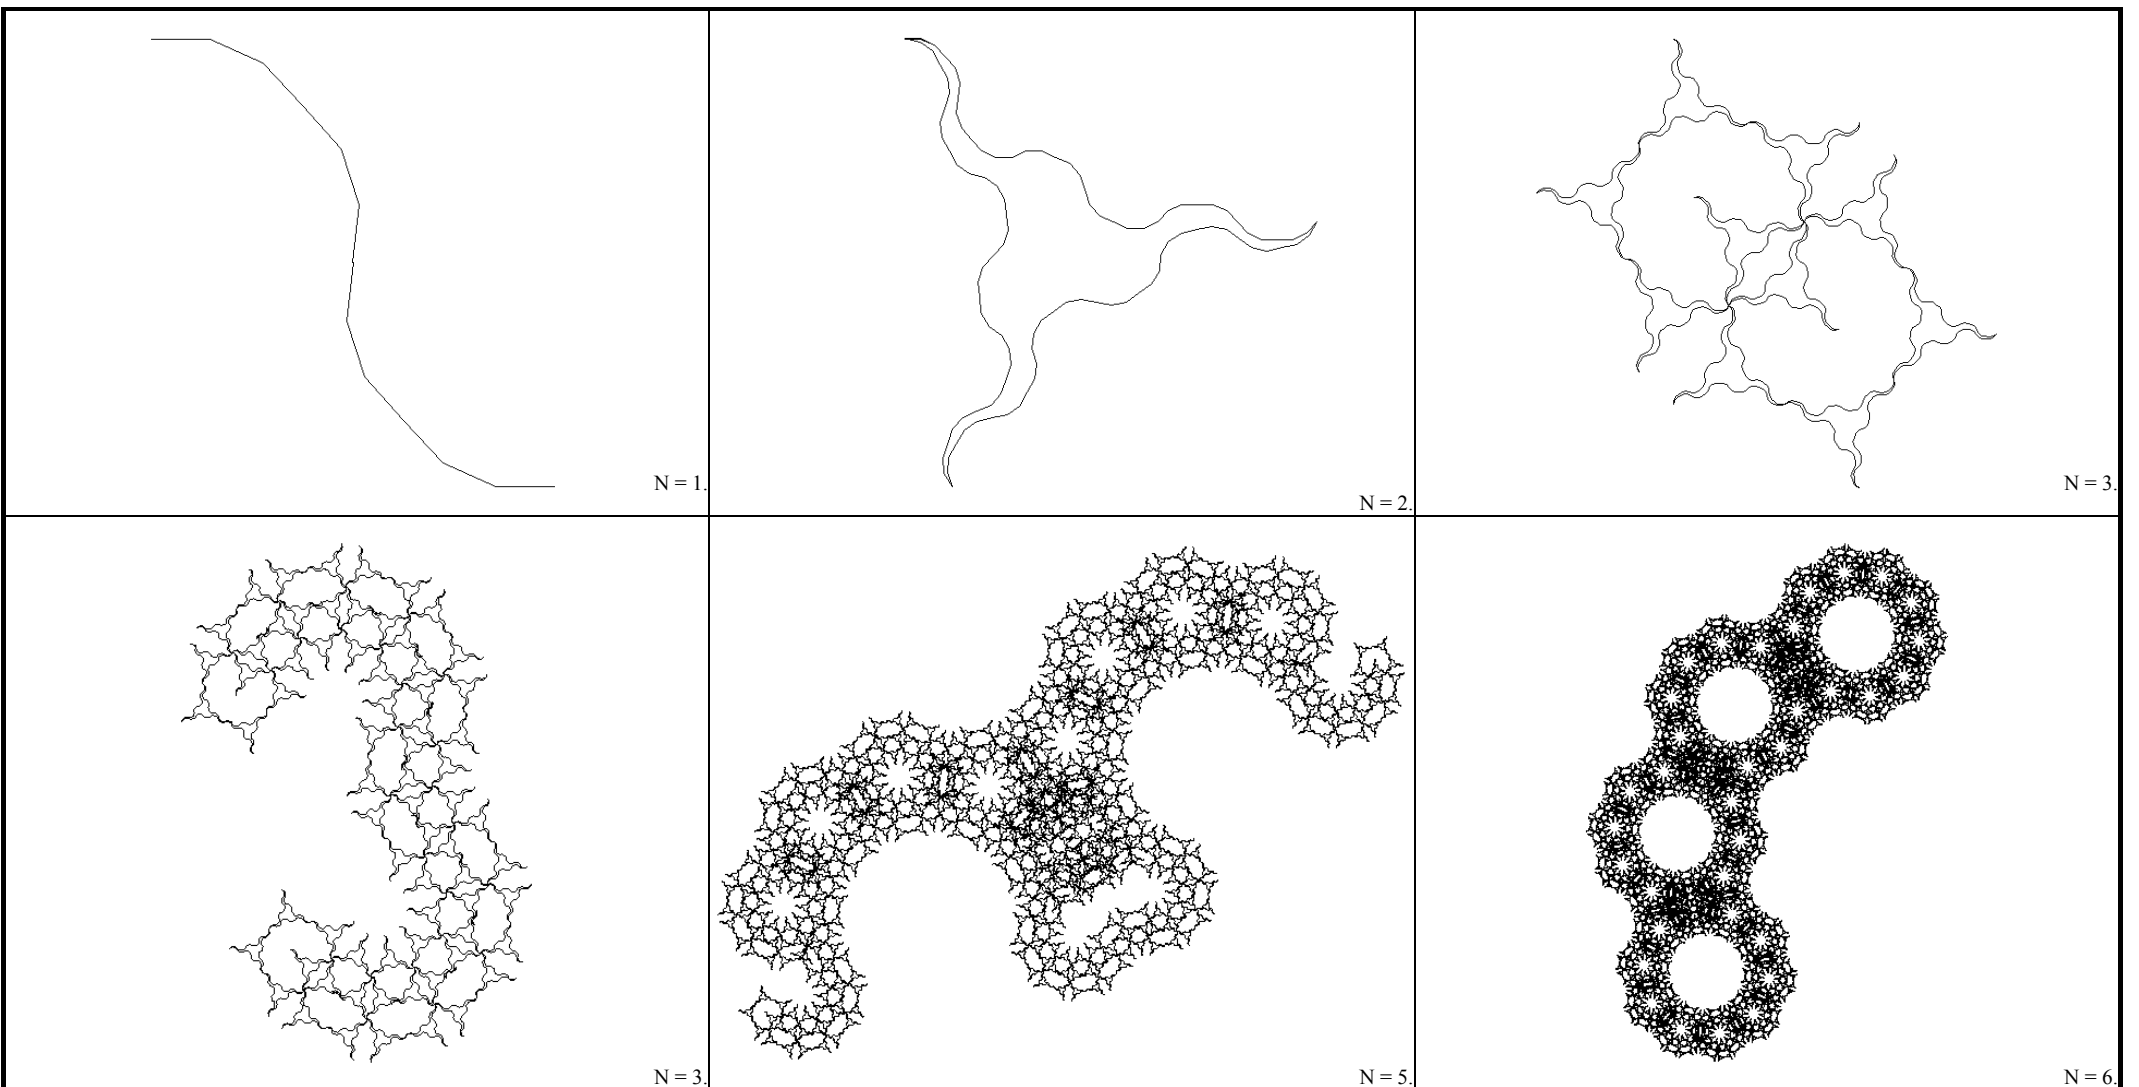 N = 1.
N = 2.
N = 3.
N = 3.
N = 5.
N = 6.